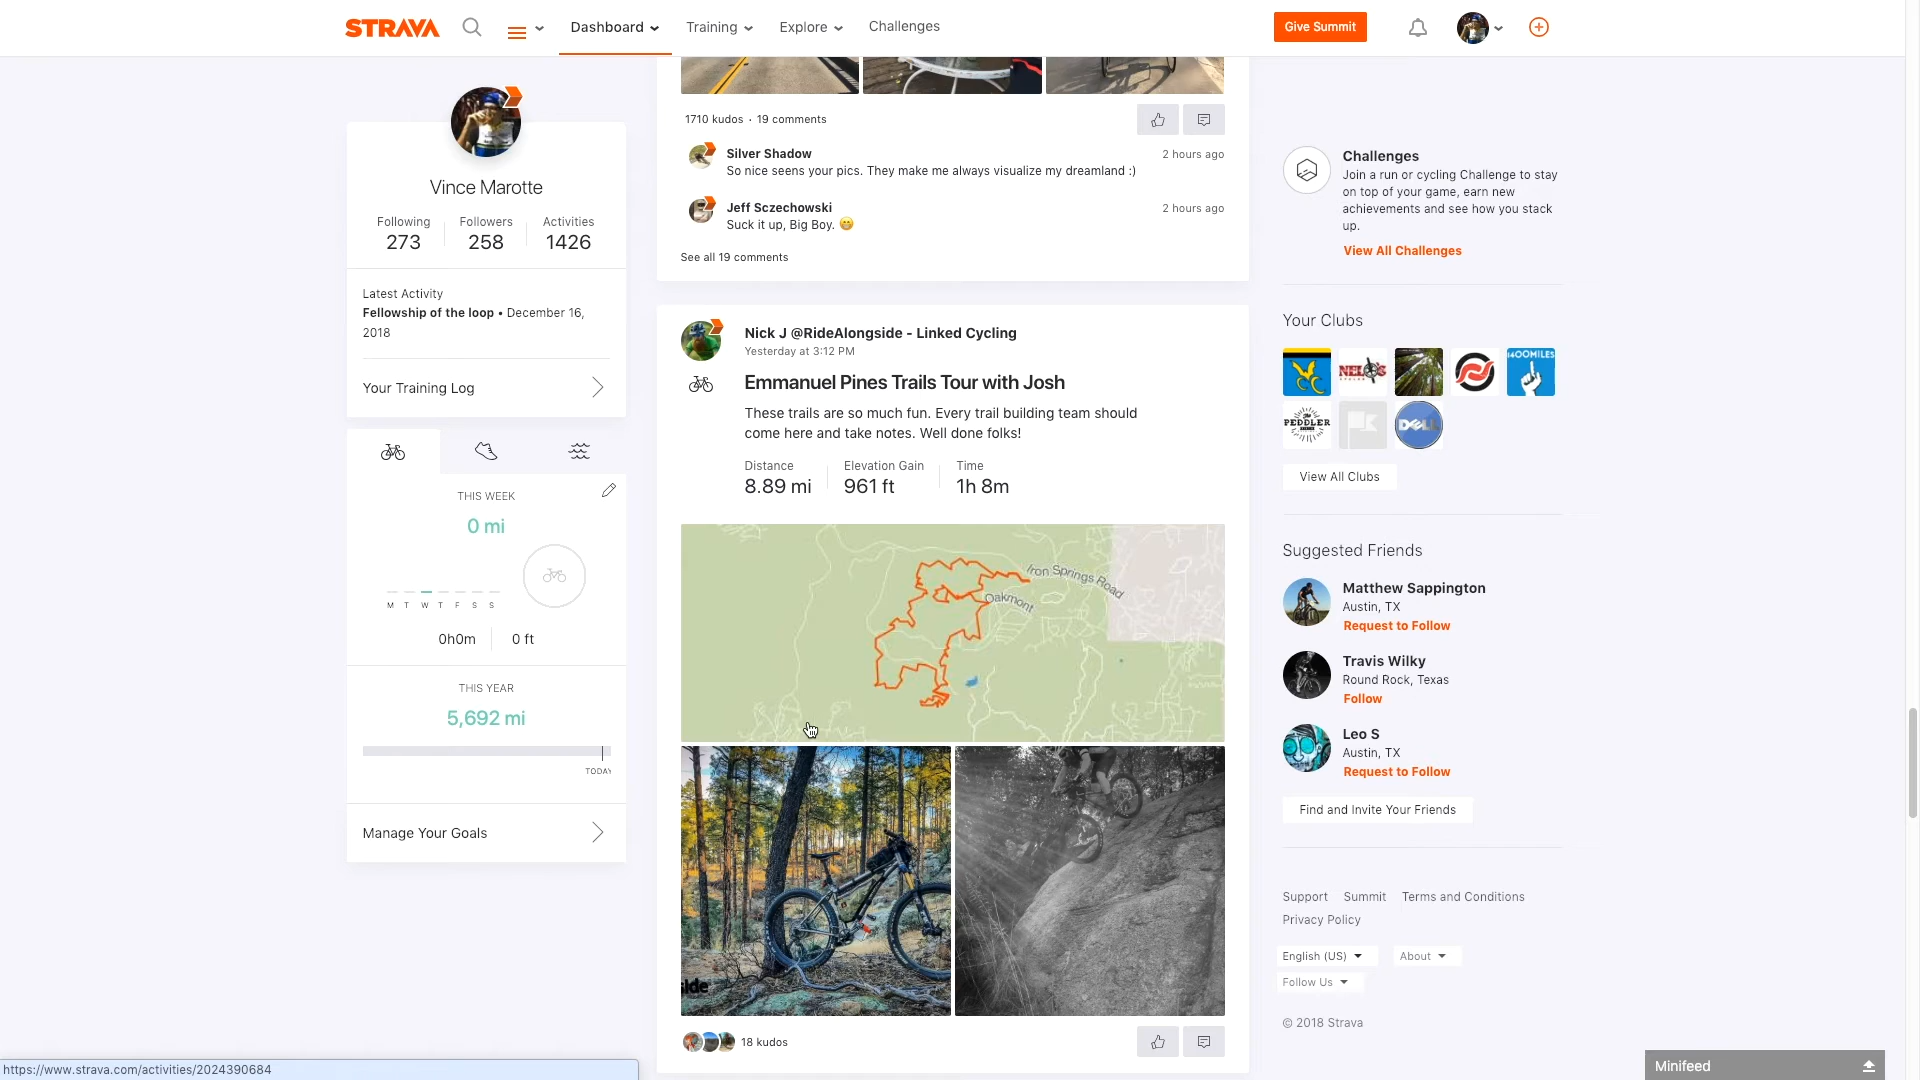 STRAVA
Dashboard
Training
Explore
Challenges
Give Summit
Vince Marotte
Following
Followers
Activities
273
258
1426
Latest Activity
Fellowship of the loop • December 16,
2018
Your Training Log
THIS WEEK
0 mi
M T W T F S S
0h0m
0 ft
THIS YEAR
5,692 mi
TODAY
Manage Your Goals
1710 kudos · 19 comments
Silver Shadow
2 hours ago
So nice seens your pics. They make me always visualize my dreamland :)
Jeff Sczechowski
2 hours ago
Suck it up, Big Boy. 🤭
See all 19 comments
Nick J @RideAlongside - Linked Cycling
Yesterday at 3:12 PM
Emmanuel Pines Trails Tour with Josh
These trails are so much fun. Every trail building team should
come here and take notes. Well done folks!
Distance
Elevation Gain
Time
8.89 mi
961 ft
1h 8m
Iron Springs Road
Oakmont
side
18 kudos
Challenges
Join a run or cycling Challenge to stay
on top of your game, earn new
achievements and see how you stack
up.
View All Challenges
Your Clubs
1400MILES
PEDDLER
DELL
View All Clubs
Suggested Friends
Matthew Sappington
Austin, TX
Request to Follow
Travis Wilky
Round Rock, Texas
Follow
Leo S
Austin, TX
Request to Follow
Find and Invite Your Friends
Support
Summit
Terms and Conditions
Privacy Policy
English (US)
About
Follow Us
© 2018 Strava
Minifeed
https://www.strava.com/activities/2024390684